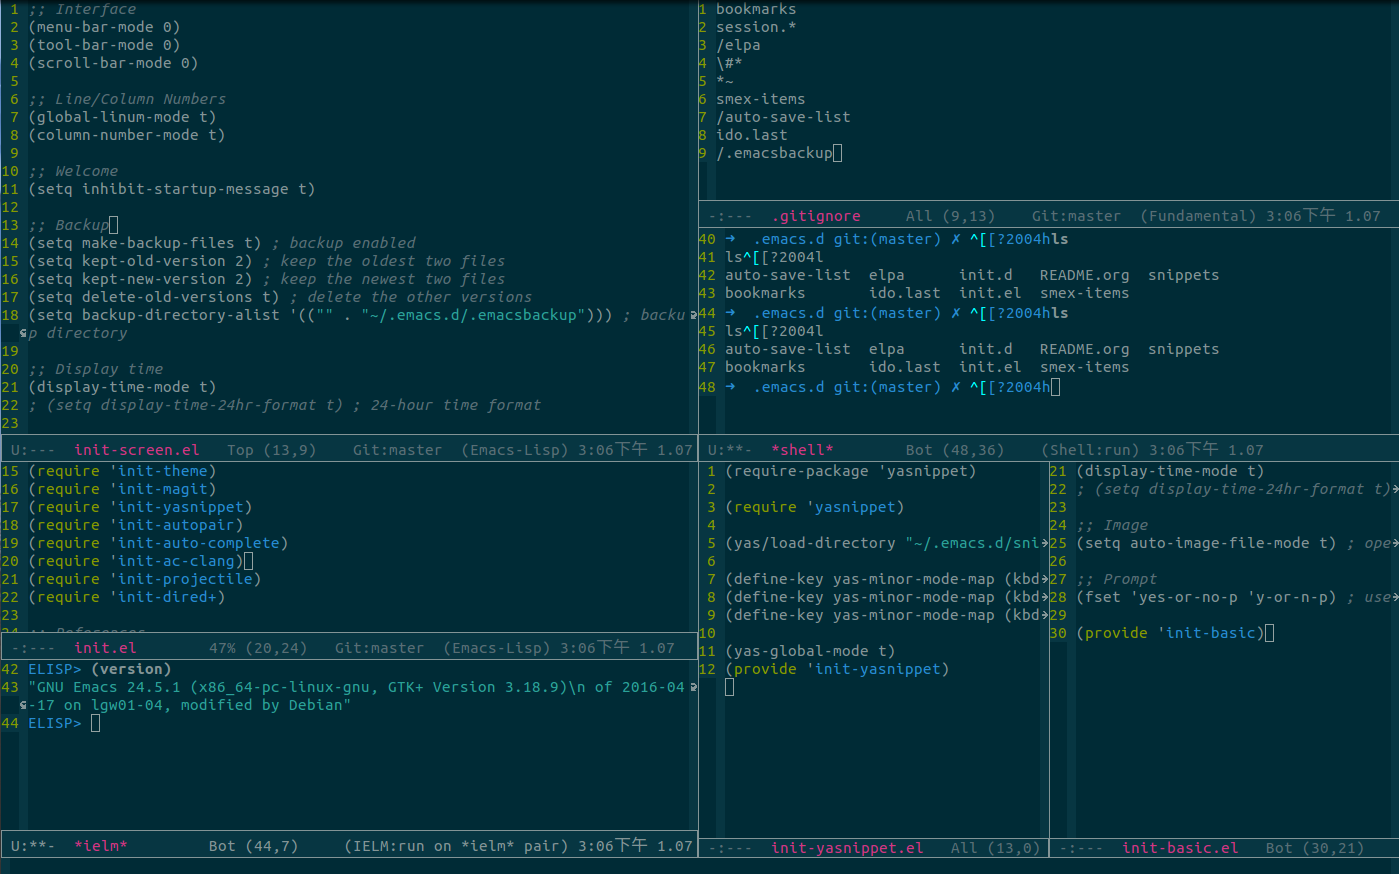 1 ;; Interface
2 (menu-bar-mode 0)
3 (tool-bar-mode 0)
4 (scroll-bar-mode 0)
5
6 ;; Line/Column Numbers
7 (global-linum-mode t)
8 (column-number-mode t)
9
10 ;; Welcome
11 (setq inhibit-startup-message t)
12
13 ;; Backup
14 (setq make-backup-files t) ; backup enabled
15 (setq kept-old-version 2) ; keep the oldest two files
16 (setq kept-new-version 2) ; keep the newest two files
17 (setq delete-old-versions t) ; delete the other versions
18 (setq backup-directory-alist '(("" . "~/.emacs.d/.emacsbackup"))) ; backu
p directory
19
20 ;; Display time
21 (display-time-mode t)
22 ; (setq display-time-24hr-format t) ; 24-hour time format
23
U:--- init-screen.el Top (13,9) Git:master (Emacs-Lisp) 3:06下午 1.07
15 (require 'init-theme)
16 (require 'init-magit)
17 (require 'init-yasnippet)
18 (require 'init-autopair)
19 (require 'init-auto-complete)
20 (require 'init-ac-clang)
21 (require 'init-projectile)
22 (require 'init-dired+)
23
-:--- init.el 47% (20,24) Git:master (Emacs-Lisp) 3:06下午 1.07
42 ELISP> (version)
43 "GNU Emacs 24.5.1 (x86_64-pc-linux-gnu, GTK+ Version 3.18.9)\n of 2016-04
-17 on lgw01-04, modified by Debian"
44 ELISP>
U:**- *ielm* Bot (44,7) (IELM:run on *ielm* pair) 3:06下午 1.07
1 bookmarks
2 session.*
3 /elpa
4 \#*
5 *~
6 smex-items
7 /auto-save-list
8 ido.last
9 /.emacsbackup
-:--- .gitignore All (9,13) Git:master (Fundamental) 3:06下午 1.07
40 ➜ .emacs.d git:(master) ✗ ^[[?2004hls
41 ls^[[?2004l
42 auto-save-list elpa init.d README.org snippets
43 bookmarks ido.last init.el smex-items
44 ➜ .emacs.d git:(master) ✗ ^[[?2004hls
45 ls^[[?2004l
46 auto-save-list elpa init.d README.org snippets
47 bookmarks ido.last init.el smex-items
48 ➜ .emacs.d git:(master) ✗ ^[[?2004h
U:**- *shell* Bot (48,36) (Shell:run) 3:06下午 1.07
1 (require-package 'yasnippet)
2
3 (require 'yasnippet)
4
5 (yas/load-directory "~/.emacs.d/sni
6
7 (define-key yas-minor-mode-map (kbd
8 (define-key yas-minor-mode-map (kbd
9 (define-key yas-minor-mode-map (kbd
10
11 (yas-global-mode t)
12 (provide 'init-yasnippet)
-:--- init-yasnippet.el All (13,0)
21 (display-time-mode t)
22 ; (setq display-time-24hr-format t)
23
24 ;; Image
25 (setq auto-image-file-mode t) ; ope
26
27 ;; Prompt
28 (fset 'yes-or-no-p 'y-or-n-p) ; use
29
30 (provide 'init-basic)
-:--- init-basic.el Bot (30,21)